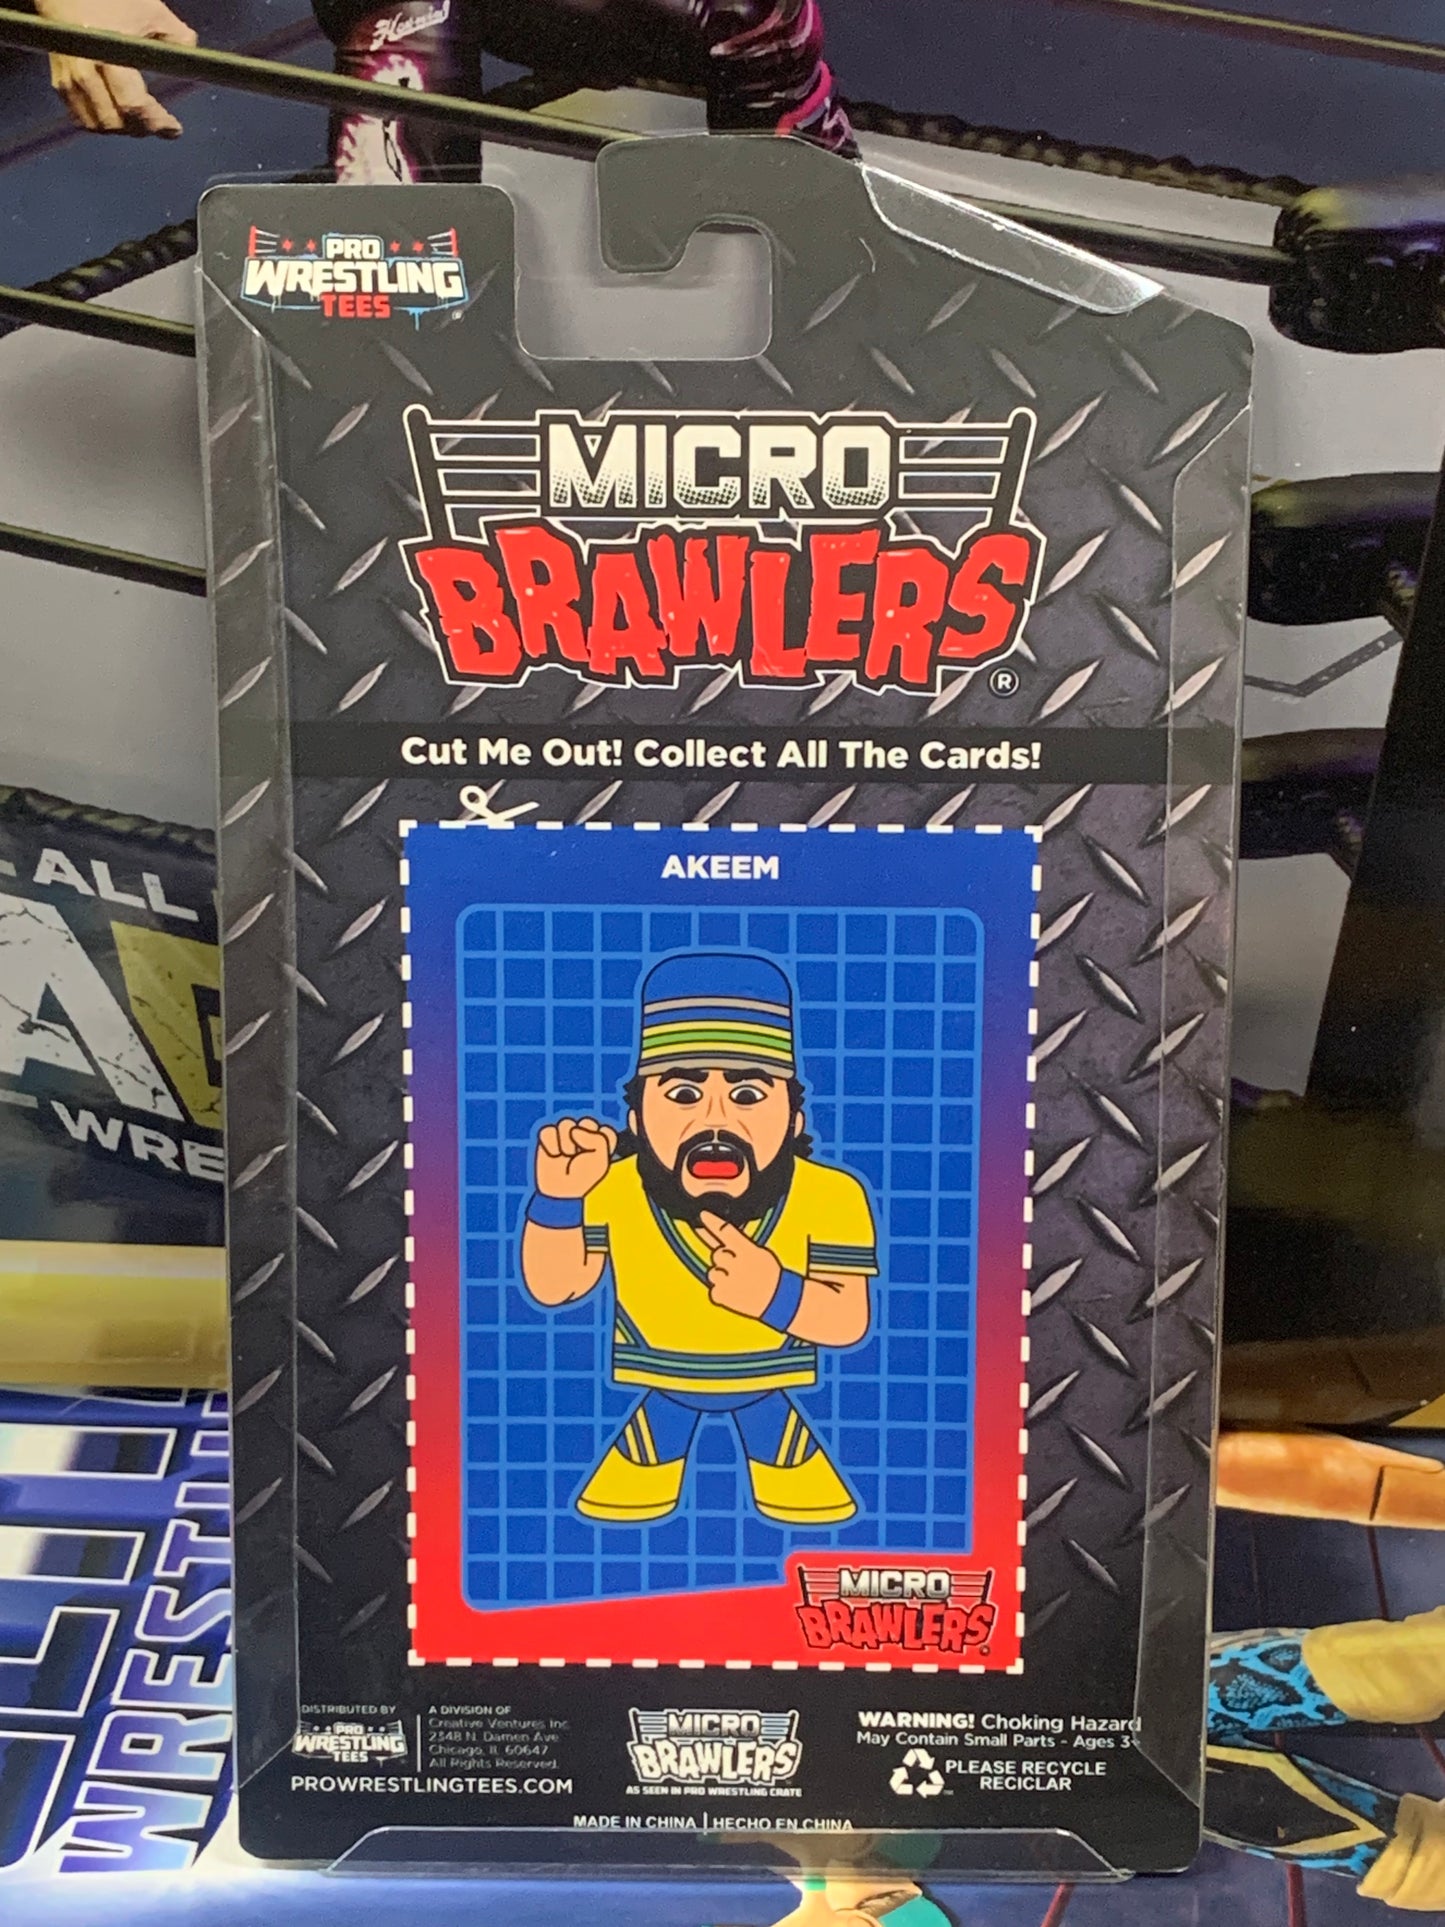 PRO
WRESTLING
TEES
MICRO
BRAWLERS
®
Cut Me Out! Collect All The Cards!
AKEEM
MICRO
BRAWLERS
DISTRIBUTED BY
PRO
WRESTLING
TEES
PROWRESTLINGTEES.COM
A DIVISION OF
Creative Ventures Inc
2348 N. Damen Ave
Chicago, IL 60647
All Rights Reserved.
MICRO
BRAWLERS
AS SEEN IN PRO WRESTLING CRATE
WARNING! Choking Hazard
May Contain Small Parts - Ages 3+
PLEASE RECYCLE
RECICLAR
MADE IN CHINA | HECHO EN CHINA
ALL
WRE
WRESTLI